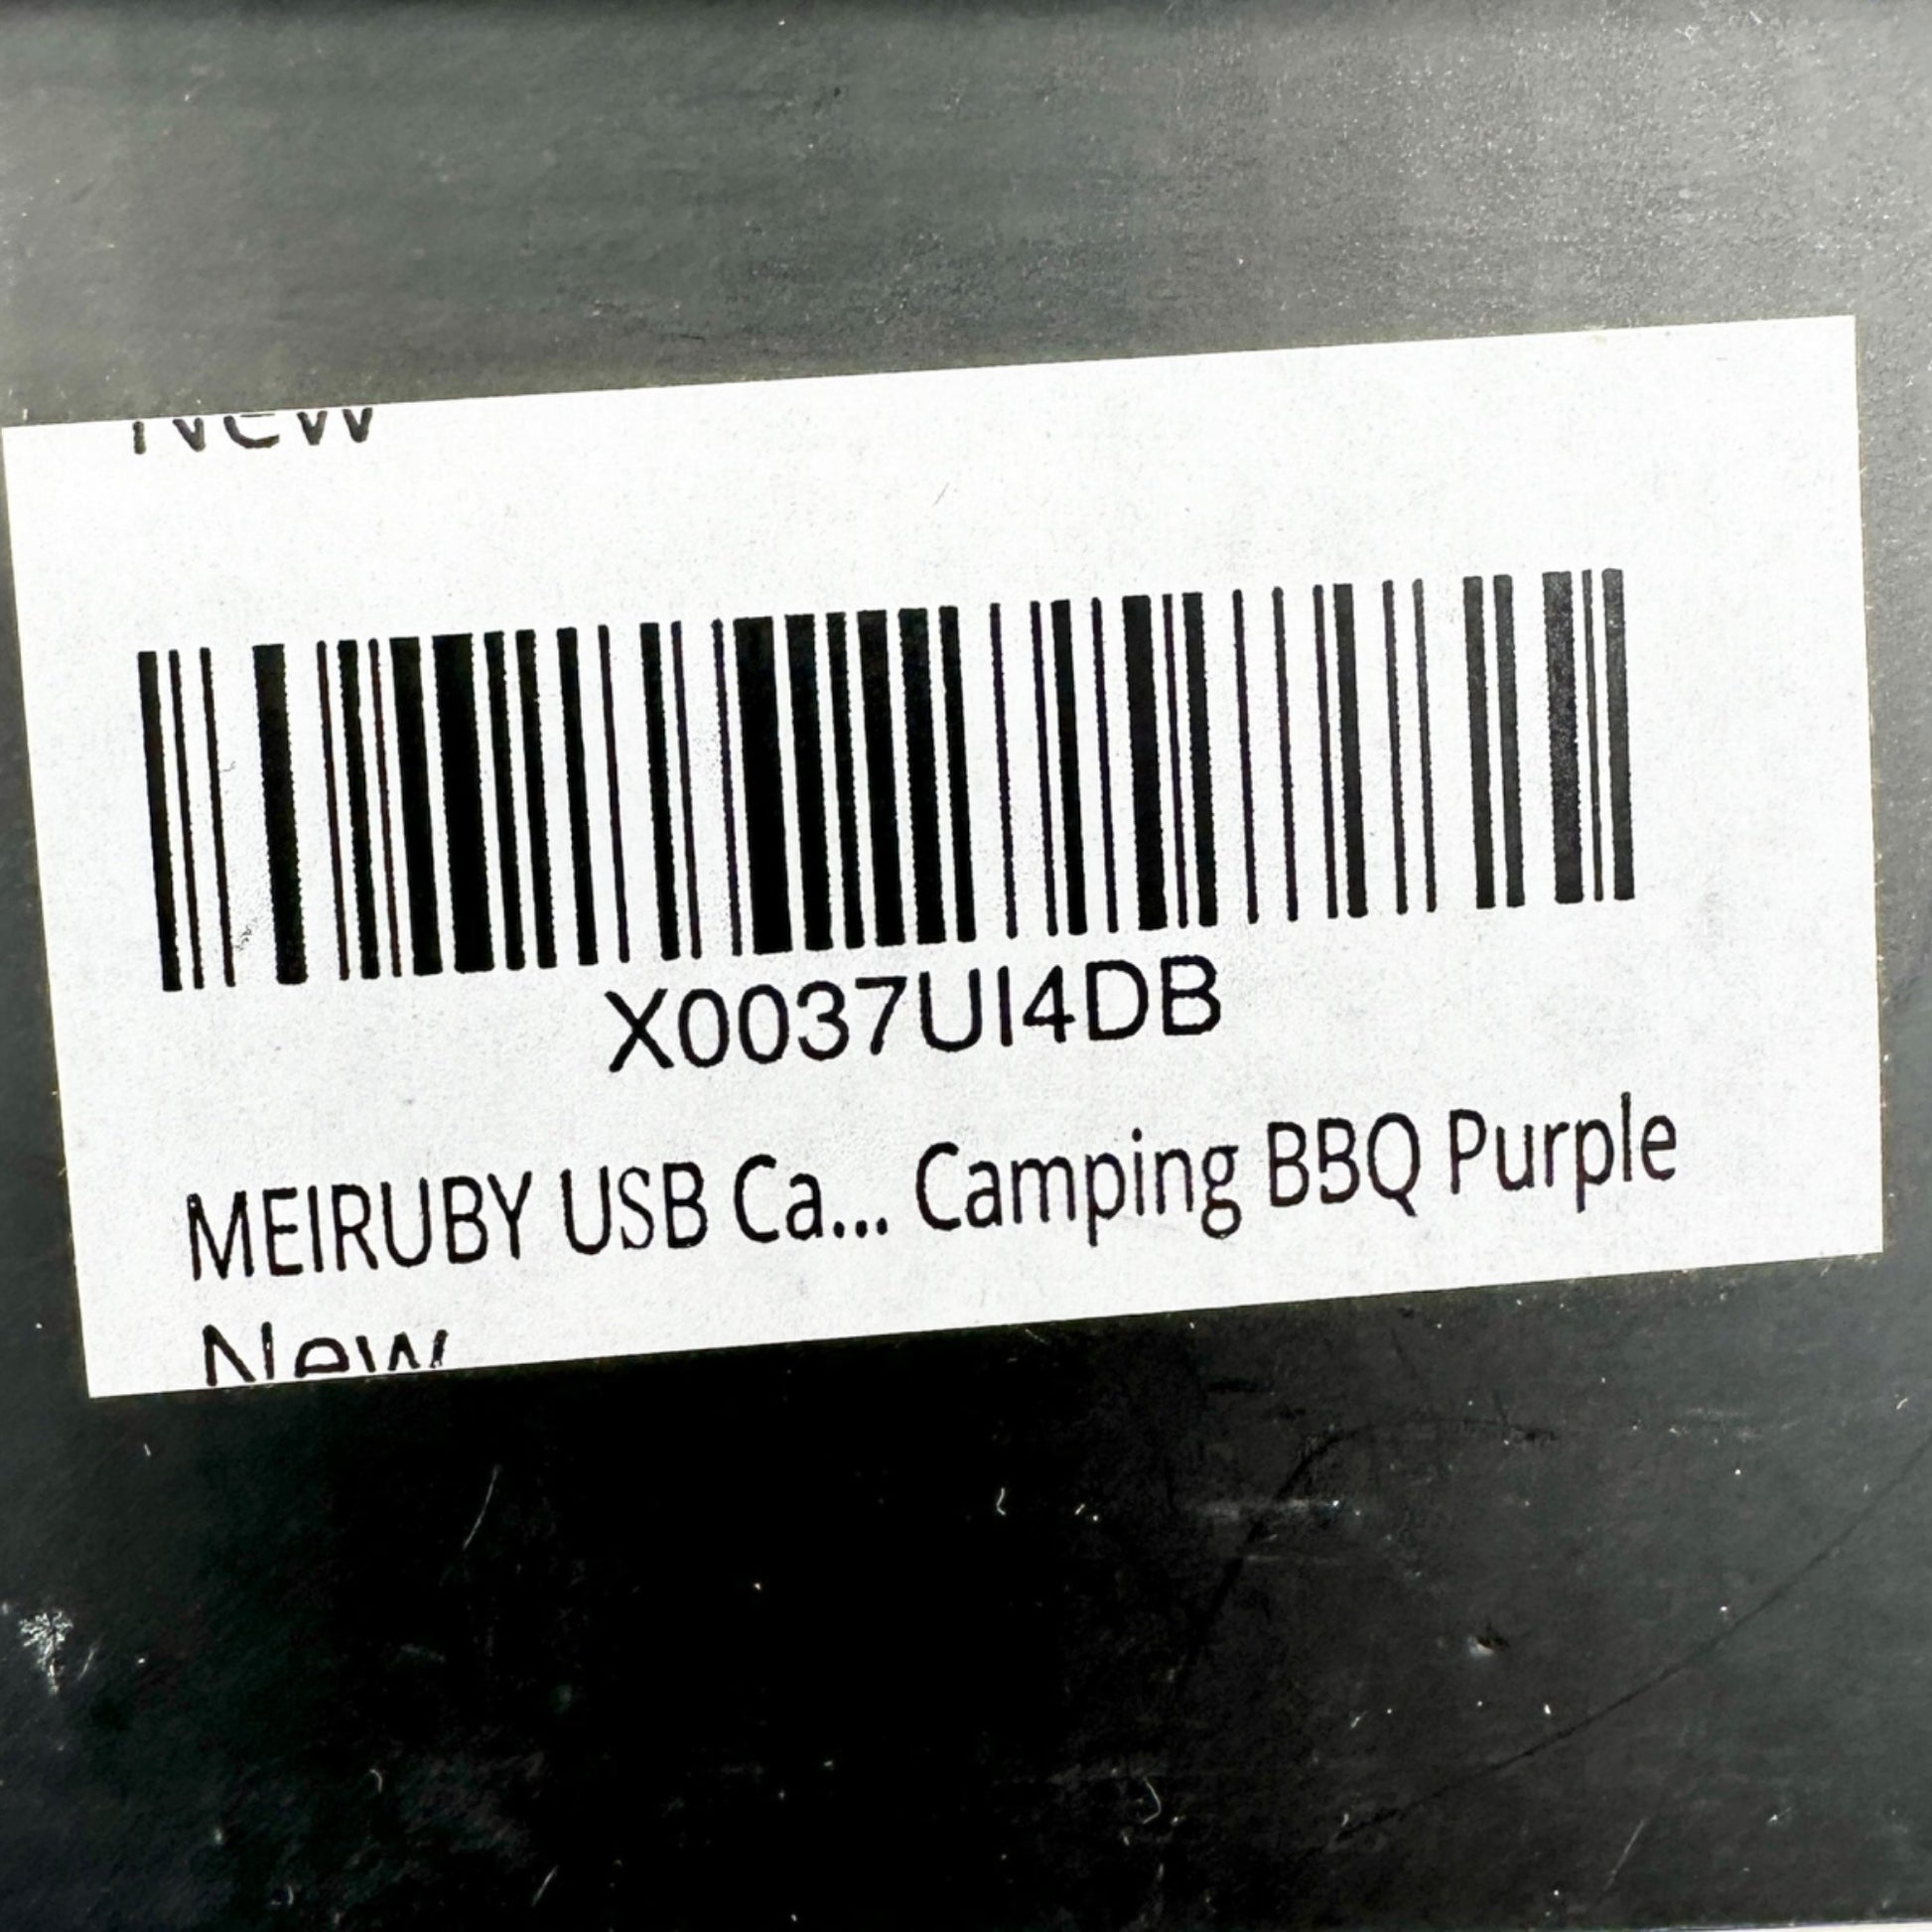 New
X0037UI4DB
MEIRUBY USB Ca... Camping BBQ Purple
New